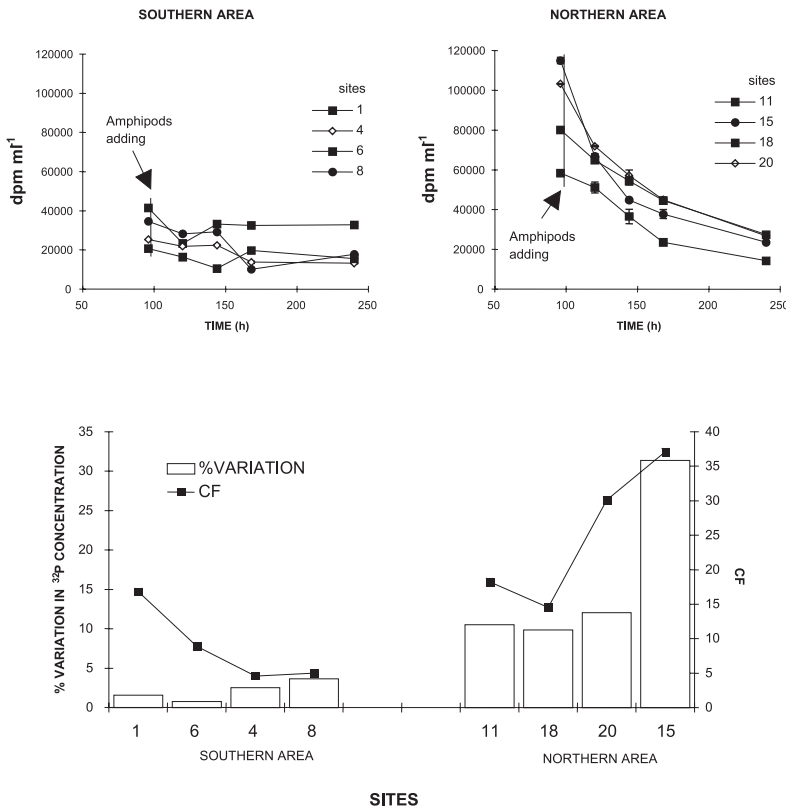 SOUTHERN AREA
120000
100000
80000
60000
40000
20000
0
dpm ml-1
50
100
150
200
250
TIME (h)
Amphipods
adding
sites
1
4
6
8
NORTHERN AREA
120000
100000
80000
60000
40000
20000
0
dpm ml-1
50
100
150
200
250
TIME (h)
Amphipods
adding
sites
11
15
18
20
% VARIATION IN 32P CONCENTRATION
35
30
25
20
15
10
5
0
%VARIATION
CF
40
35
30
25
20
15
10
5
0
CF
1 6 4 8 11 18 20 15
SOUTHERN AREA NORTHERN AREA
SITES